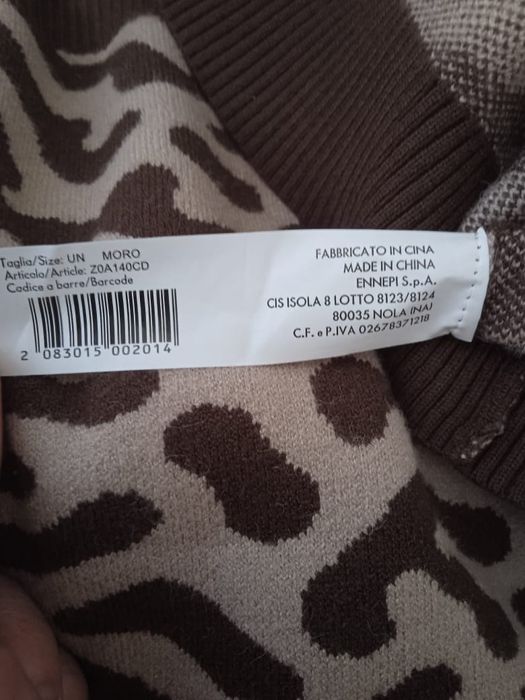 Taglia/Size: UN MORO
Articolo/Article: Z0A140CD
Codice a barre/Barcode
2 083015 002014
FABBRICATO IN CINA
MADE IN CHINA
ENNEPI S.p.A.
CIS ISOLA 8 LOTTO 8123/8124
80035 NOLA (NA)
C.F. e P.IVA 02678371218